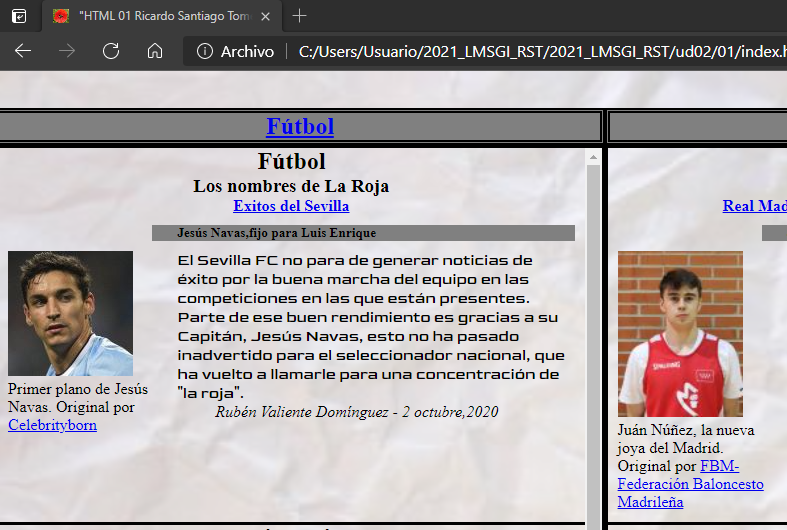 "HTML 01 Ricardo Santiago Tom
Archivo
C:/Users/Usuario/2021_LMSGI_RST/2021_LMSGI_RST/ud02/01/index.h
Fútbol
Fútbol
Los nombres de La Roja
Exitos del Sevilla
Jesús Navas,fijo para Luis Enrique
El Sevilla FC no para de generar noticias de
éxito por la buena marcha del equipo en las
competiciones en las que están presentes.
Parte de ese buen rendimiento es gracias a su
Capitán, Jesús Navas, esto no ha pasado
inadvertido para el seleccionador nacional, que
ha vuelto a llamarle para una concentración de
"la roja".
Rubén Valiente Domínguez - 2 octubre,2020
Primer plano de Jesús
Navas. Original por
Celebrityborn
Real Mad
Juán Núñez, la nueva
joya del Madrid.
Original por FBM-
Federación Baloncesto
Madrileña